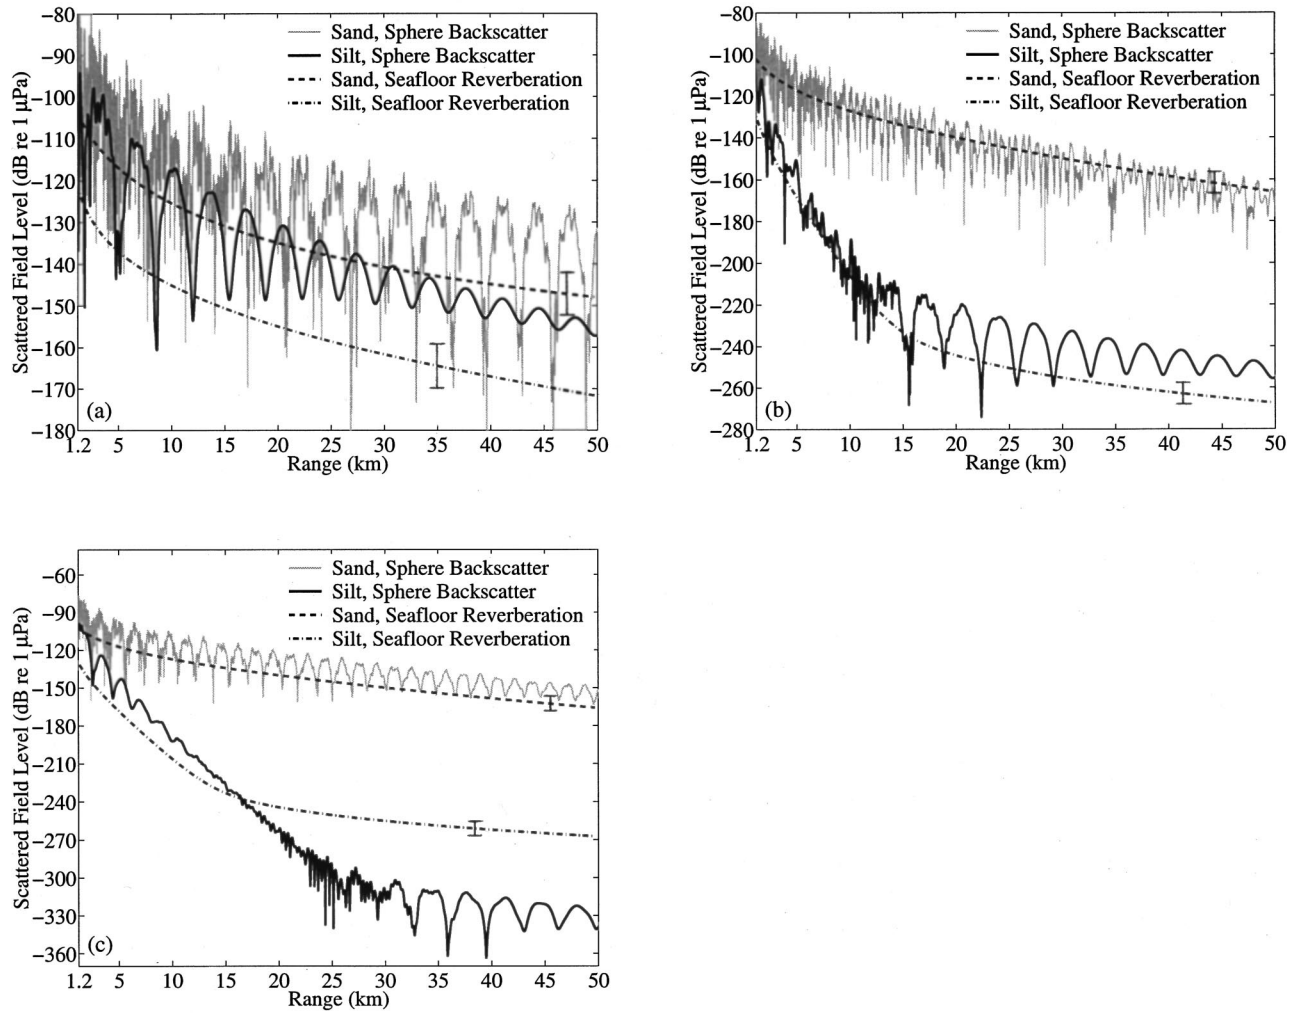 Scattered Field Level (dB re 1 μPa)
−80
−90
−100
−110
−120
−130
−140
−150
−160
−170
−180
Sand, Sphere Backscatter
Silt, Sphere Backscatter
Sand, Seafloor Reverberation
Silt, Seafloor Reverberation
(a)
1.2 5 10 15 20 25 30 35 40 45 50
Range (km)
Scattered Field Level (dB re 1 μPa)
−80
−100
−120
−140
−160
−180
−200
−220
−240
−260
−280
Sand, Sphere Backscatter
Silt, Sphere Backscatter
Sand, Seafloor Reverberation
Silt, Seafloor Reverberation
(b)
1.2 5 10 15 20 25 30 35 40 45 50
Range (km)
Scattered Field Level (dB re 1 μPa)
−60
−90
−120
−150
−180
−210
−240
−270
−300
−330
−360
Sand, Sphere Backscatter
Silt, Sphere Backscatter
Sand, Seafloor Reverberation
Silt, Seafloor Reverberation
(c)
1.2 5 10 15 20 25 30 35 40 45 50
Range (km)